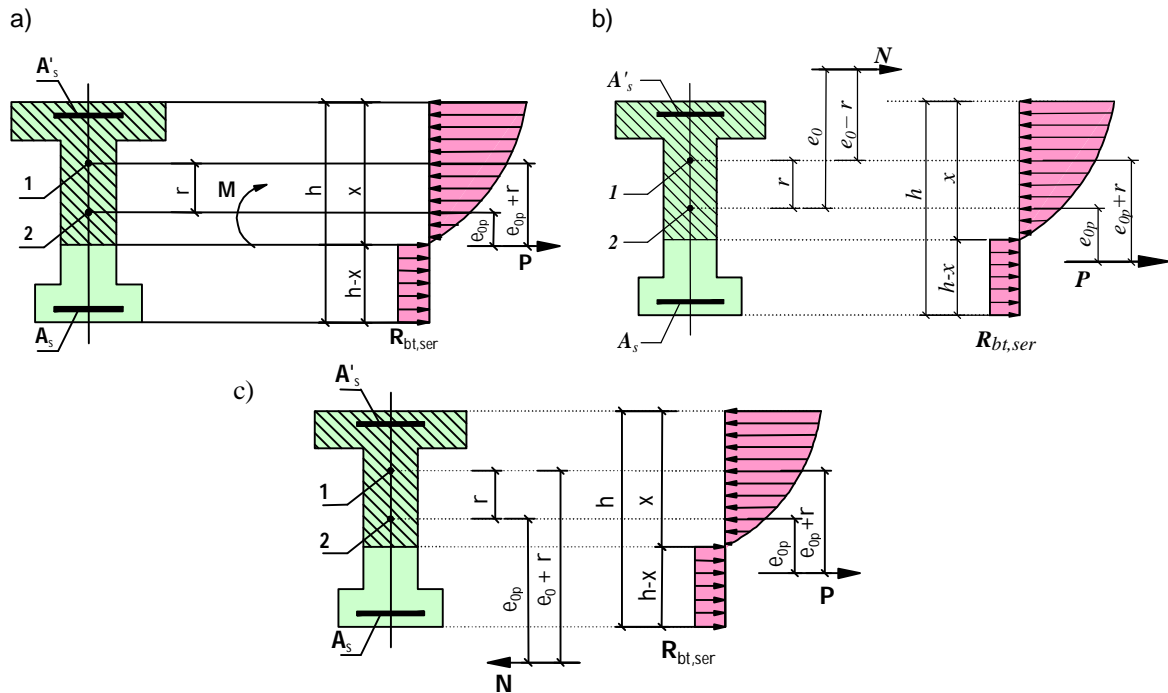 a)
A's
1
2
r
M
h
x
h-x
e0p
e0p+r
P
As
Rbt,ser
b)
N
A's
1
2
r
e0
e0–r
h
x
h-x
e0p
e0p+r
P
As
Rbt,ser
c)
A's
1
2
r
e0p
e0+r
h
x
h-x
e0p
e0p+r
P
As
Rbt,ser
N